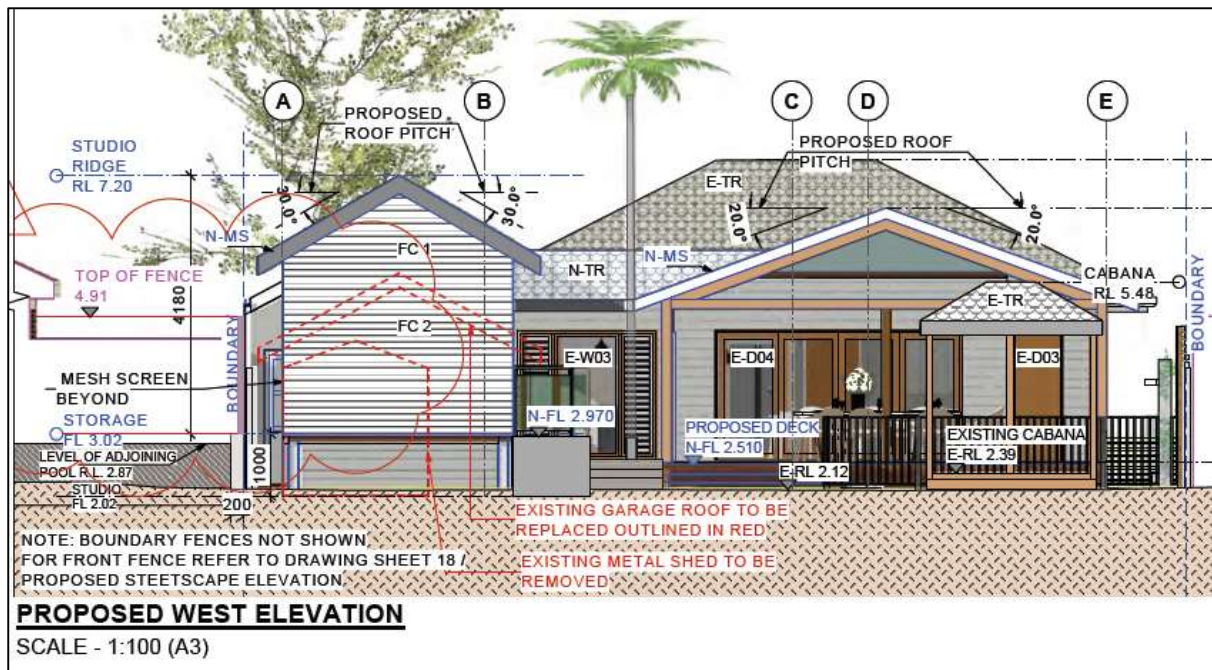 A
B
C
D
E
PROPOSED
ROOF PITCH
PROPOSED ROOF
PITCH
STUDIO
RIDGE
RL 7.20
30.0°
30.0°
E-TR
20.0°
20.0°
N-MS
FC 1
N-TR
N-MS
TOP OF FENCE
4.91
4180
CABANA
RL 5.48
E-TR
BOUNDARY
BOUNDARY
FC 2
E-W03
E-D04
E-D03
MESH SCREEN
BEYOND
STORAGE
FL 3.02
N-FL 2.970
PROPOSED DECK
N-FL 2.510
EXISTING CABANA
E-RL 2.39
E-RL 2.12
LEVEL OF ADJOINING
POOL R.L. 2.87
STUDIO
FL 2.02
1000
200
EXISTING GARAGE ROOF TO BE
REPLACED OUTLINED IN RED
EXISTING METAL SHED TO BE
REMOVED
NOTE: BOUNDARY FENCES NOT SHOWN
FOR FRONT FENCE REFER TO DRAWING SHEET 18 /
PROPOSED STEETSCAPE ELEVATION
PROPOSED WEST ELEVATION
SCALE - 1:100 (A3)